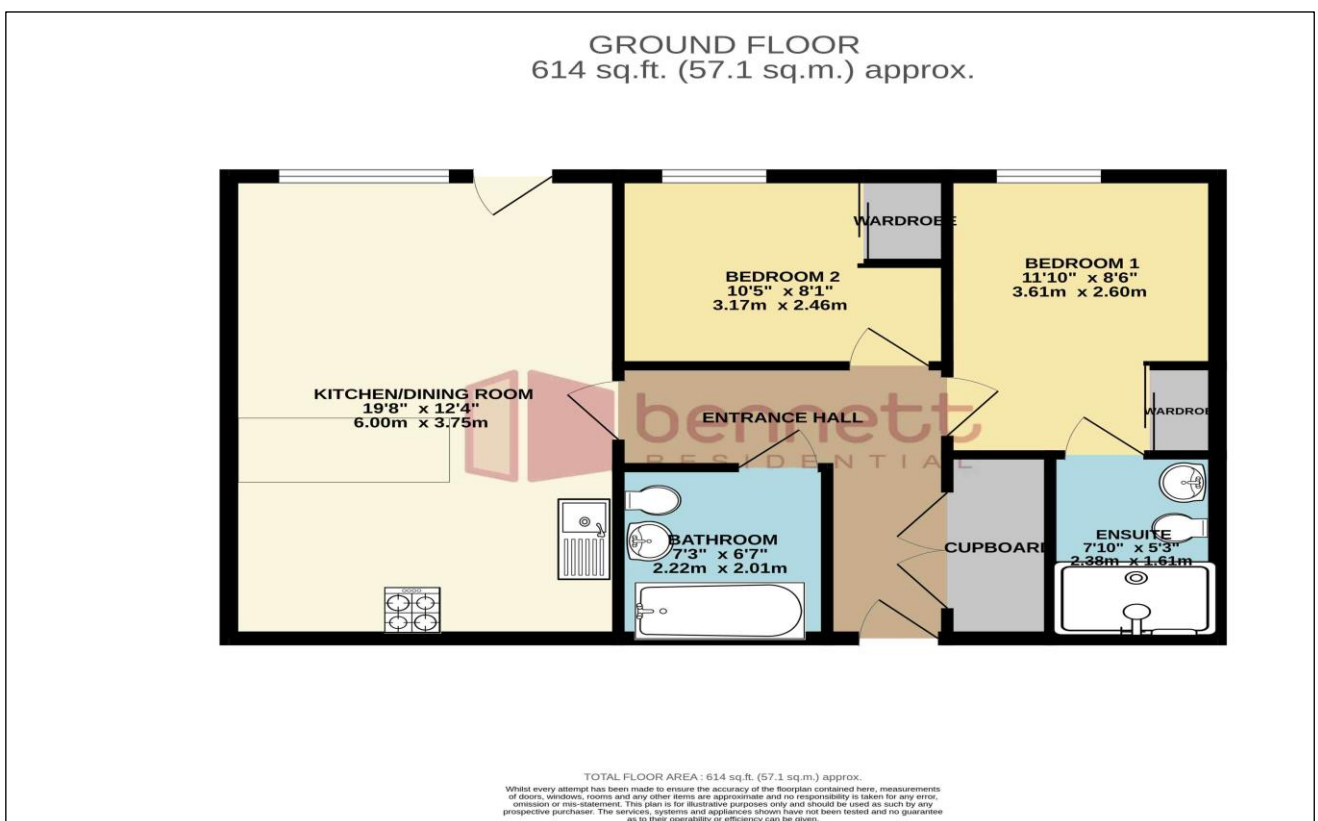 GROUND FLOOR
614 sq.ft. (57.1 sq.m.) approx.
WARDROBE
BEDROOM 2
10'5" x 8'1"
3.17m x 2.46m
BEDROOM 1
11'10" x 8'6"
3.61m x 2.60m
KITCHEN/DINING ROOM
19'8" x 12'4"
6.00m x 3.75m
ENTRANCE HALL
WARDROBE
bennett
RESIDENTIAL
BATHROOM
7'3" x 6'7"
2.22m x 2.01m
CUPBOARD
ENSUITE
7'10" x 5'3"
2.38m x 1.61m
TOTAL FLOOR AREA : 614 sq.ft. (57.1 sq.m.) approx.
Whilst every attempt has been made to ensure the accuracy of the floorplan contained here, measurements
of doors, windows, rooms and any other items are approximate and no responsibility is taken for any error,
omission or mis-statement. This plan is for illustrative purposes only and should be used as such by any
prospective purchaser. The services, systems and appliances shown have not been tested and no guarantee
as to their operability or efficiency can be given.